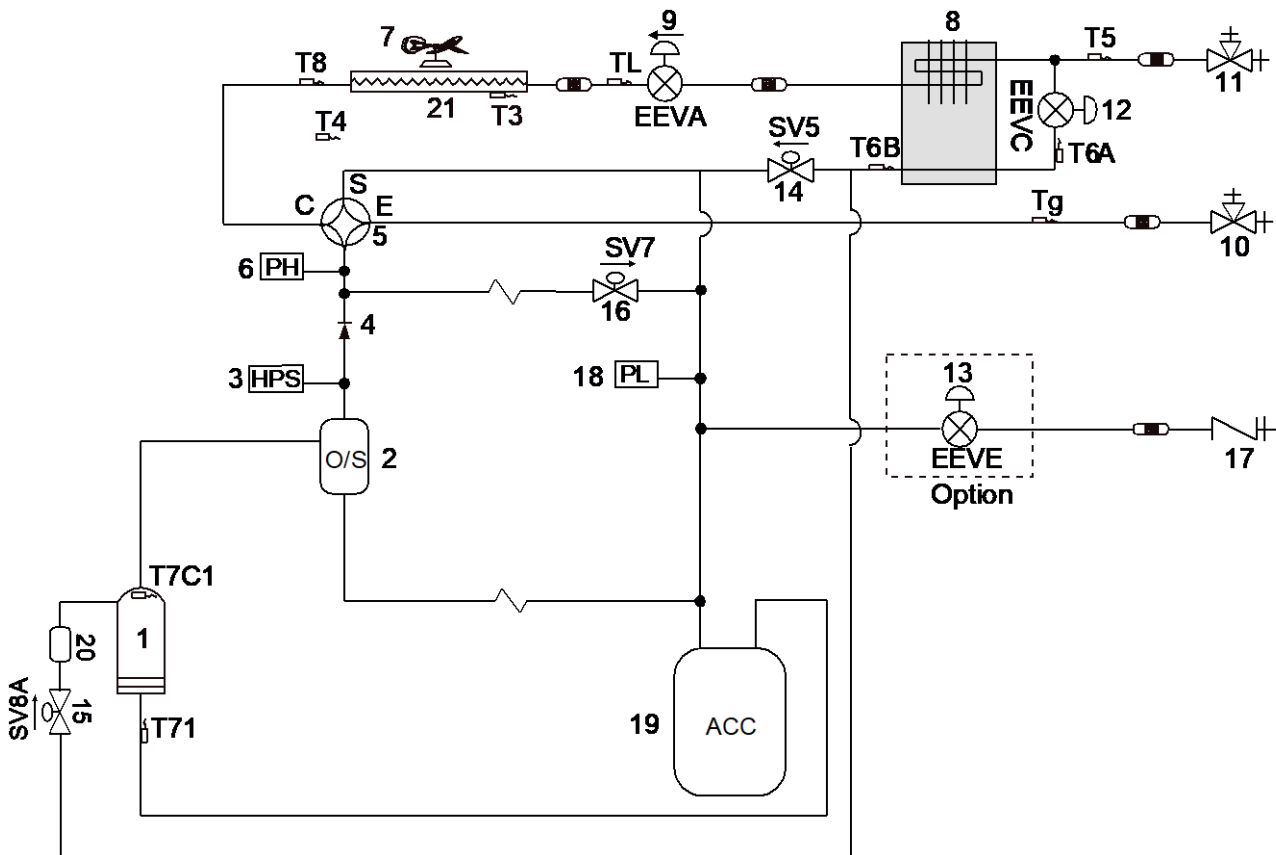 9
8
7
T8
TL
T5
21
T3
EEVA
EEVC
12
11
T4
SV5
T6B
T6A
14
S
C
E
5
Tg
10
6 PH
SV7
16
4
3 HPS
18 PL
13
O/S 2
EEVE
17
Option
T7C1
1
20
SV8A
15
T71
19
ACC